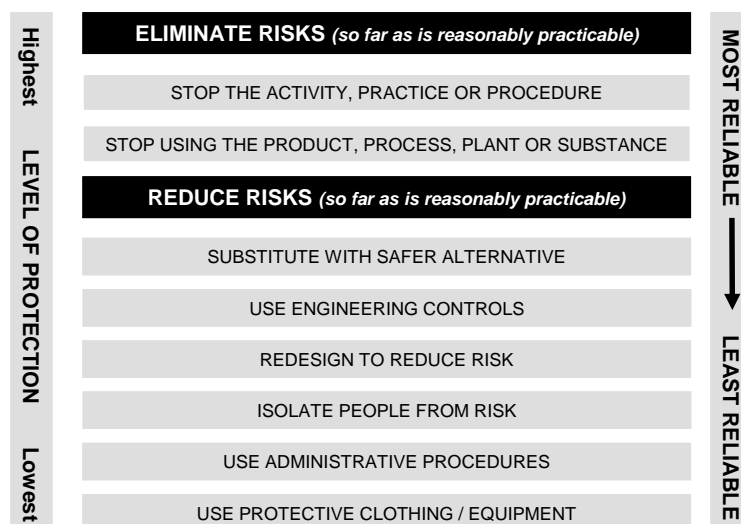 Highest LEVEL OF PROTECTION Lowest
ELIMINATE RISKS (so far as is reasonably practicable)
STOP THE ACTIVITY, PRACTICE OR PROCEDURE
STOP USING THE PRODUCT, PROCESS, PLANT OR SUBSTANCE
REDUCE RISKS (so far as is reasonably practicable)
SUBSTITUTE WITH SAFER ALTERNATIVE
USE ENGINEERING CONTROLS
REDESIGN TO REDUCE RISK
ISOLATE PEOPLE FROM RISK
USE ADMINISTRATIVE PROCEDURES
USE PROTECTIVE CLOTHING / EQUIPMENT
MOST RELIABLE
LEAST RELIABLE